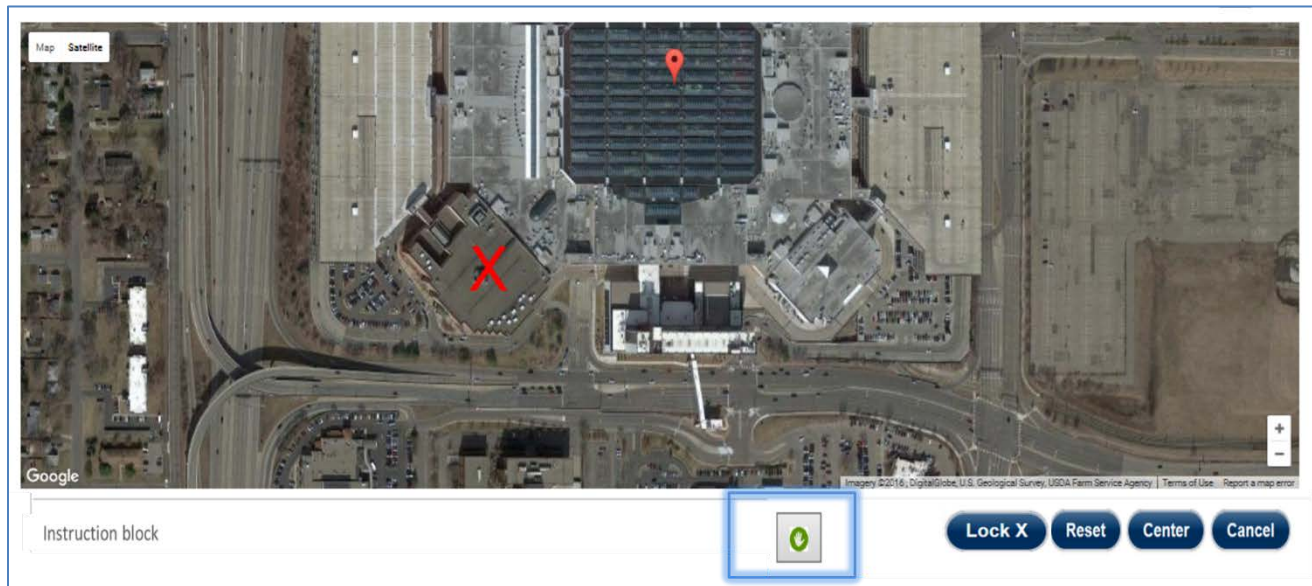 Map Satellite
X
+
−
Google
Imagery ©2016 , DigitalGlobe, U.S. Geological Survey, USDA Farm Service Agency | Terms of Use Report a map error
Instruction block
Lock X Reset Center Cancel